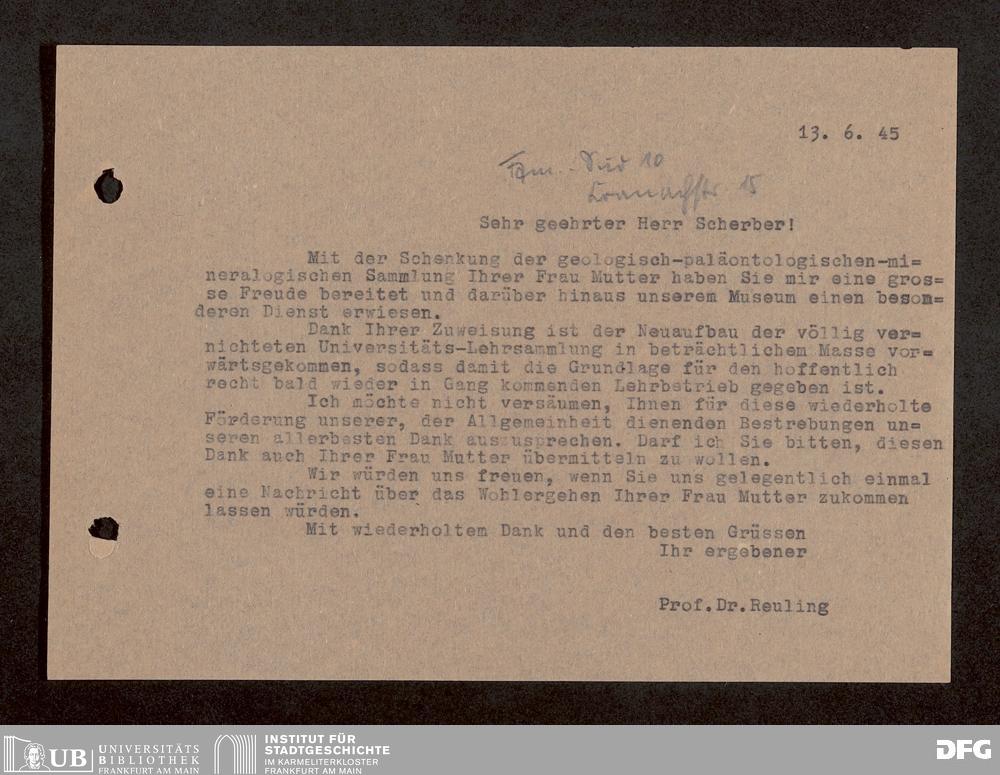 13. 6. 45
Ffm. - Süd 10
Cranachstr 15
Sehr geehrter Herr Scherber!
Mit der Schenkung der geologisch-paläontologischen-mi=
neralogischen Sammlung Ihrer Frau Mutter haben Sie mir eine gros=
se Freude bereitet und darüber hinaus unserem Museum einen beson=
deren Dienst erwiesen.
Dank Ihrer Zuweisung ist der Neuaufbau der völlig ver=
nichteten Universitäts-Lehrsammlung in beträchtlichem Masse vor=
wärtsgekommen, sodass damit die Grundlage für den hoffentlich
recht bald wieder in Gang kommenden Lehrbetrieb gegeben ist.
Ich möchte nicht versäumen, Ihnen für diese wiederholte
Förderung unserer, der Allgemeinheit dienenden Bestrebungen un=
seren allerbesten Dank auszusprechen. Darf ich Sie bitten, diesen
Dank auch Ihrer Frau Mutter übermitteln zu wollen.
Wir würden uns freuen, wenn Sie uns gelegentlich einmal
eine Nachricht über das Wohlergehen Ihrer Frau Mutter zukommen
lassen würden.
Mit wiederholtem Dank und den besten Grüssen
Ihr ergebener
Prof.Dr.Reuling
UB UNIVERSITÄTS
BIBLIOTHEK
FRANKFURT AM MAIN
INSTITUT FÜR
STADTGESCHICHTE
IM KARMELITERKLOSTER
FRANKFURT AM MAIN
DFG